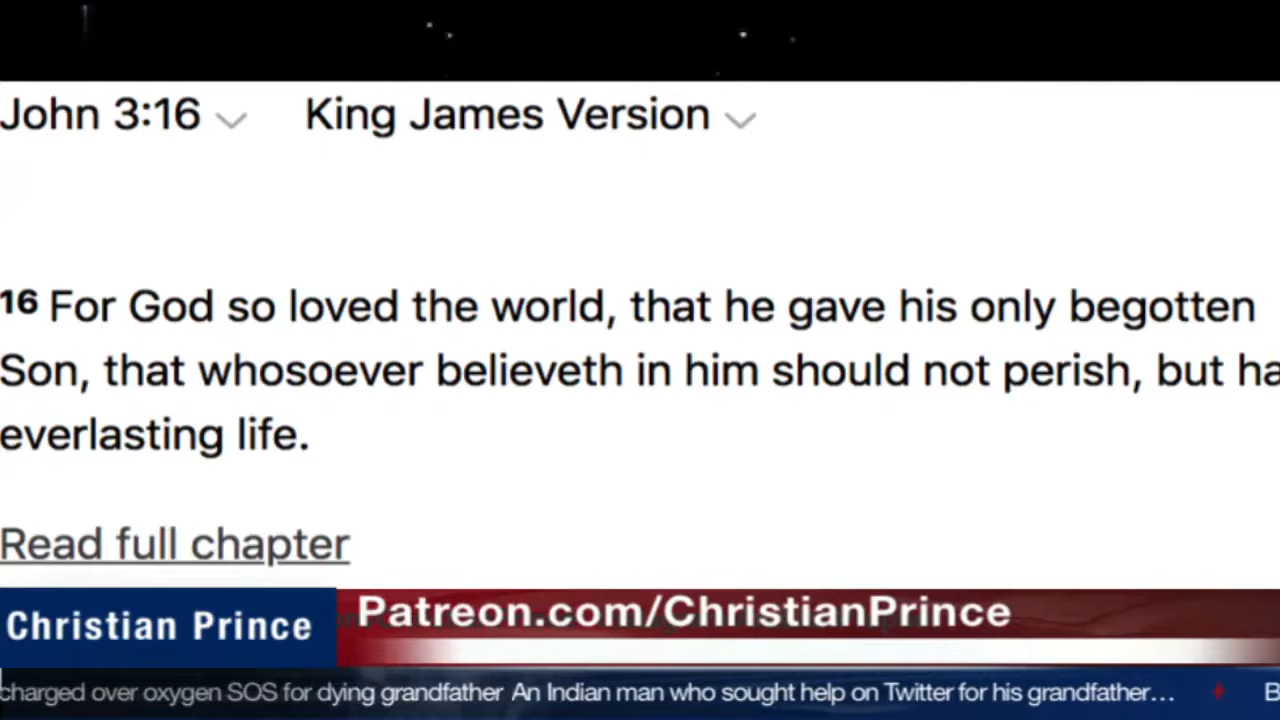 John 3:16 King James Version
16 For God so loved the world, that he gave his only begotten
Son, that whosoever believeth in him should not perish, but ha
everlasting life.
Read full chapter
Christian Prince Patreon.com/ChristianPrince
charged over oxygen SOS for dying grandfather An Indian man who sought help on Twitter for his grandfather… B